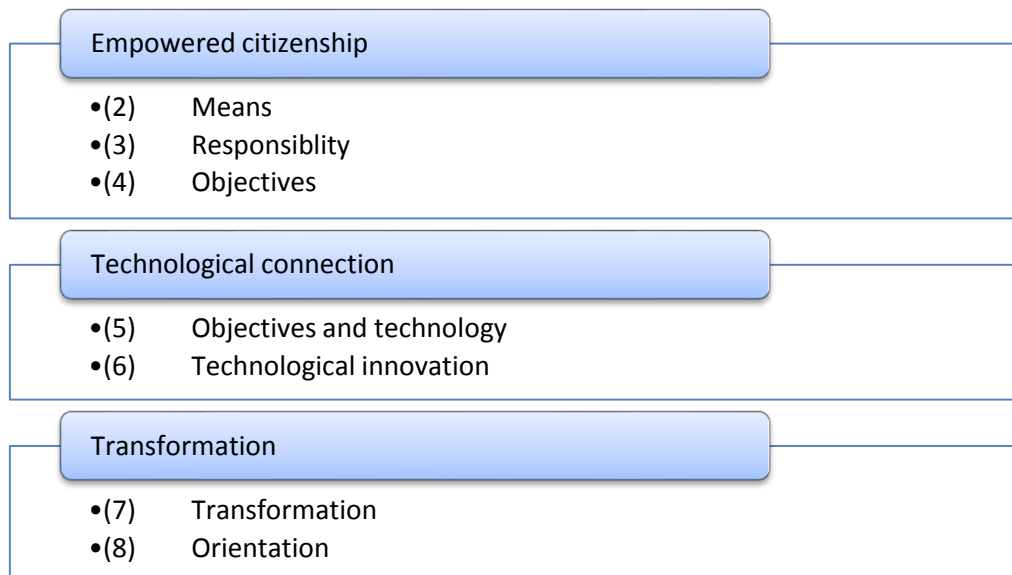 Empowered citizenship
•(2) Means
•(3) Responsiblity
•(4) Objectives
Technological connection
•(5) Objectives and technology
•(6) Technological innovation
Transformation
•(7) Transformation
•(8) Orientation